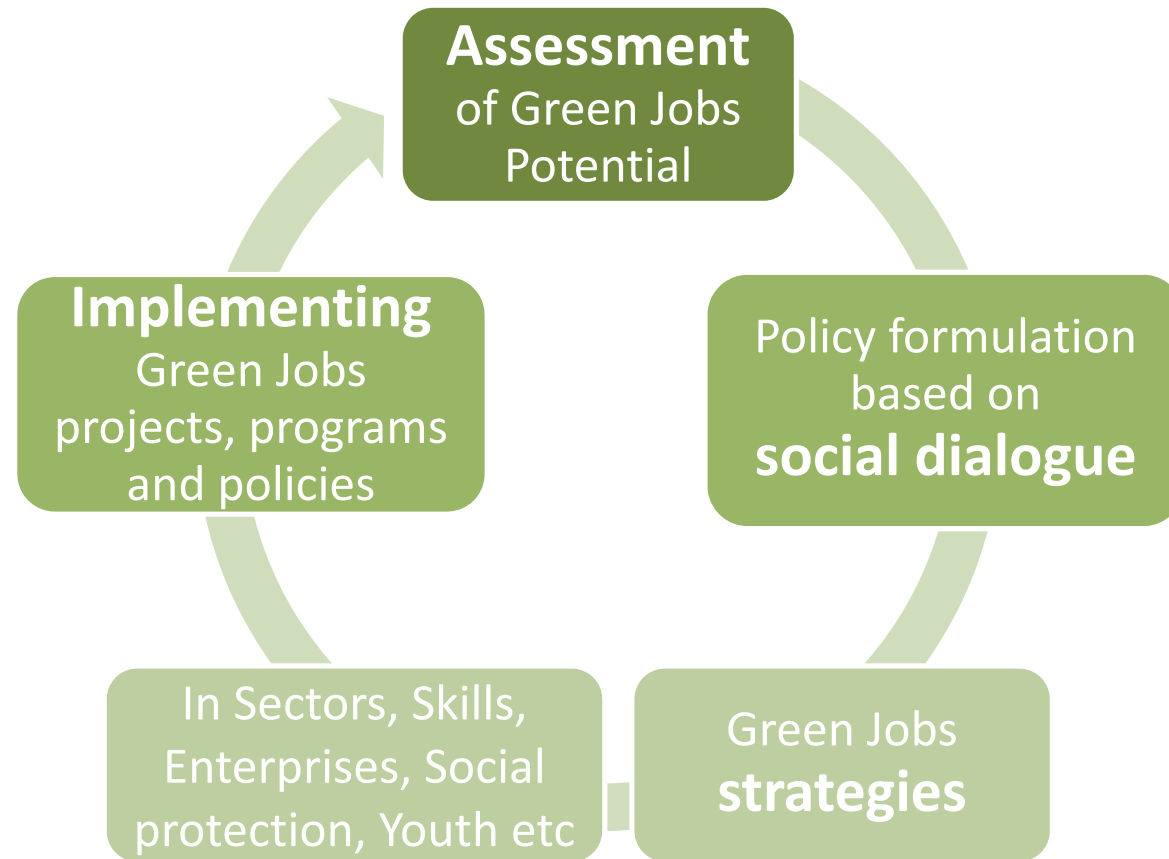 Assessment
of Green Jobs
Potential
Policy formulation
based on
social dialogue
Green Jobs
strategies
In Sectors, Skills,
Enterprises, Social
protection, Youth etc
Implementing
Green Jobs
projects, programs
and policies